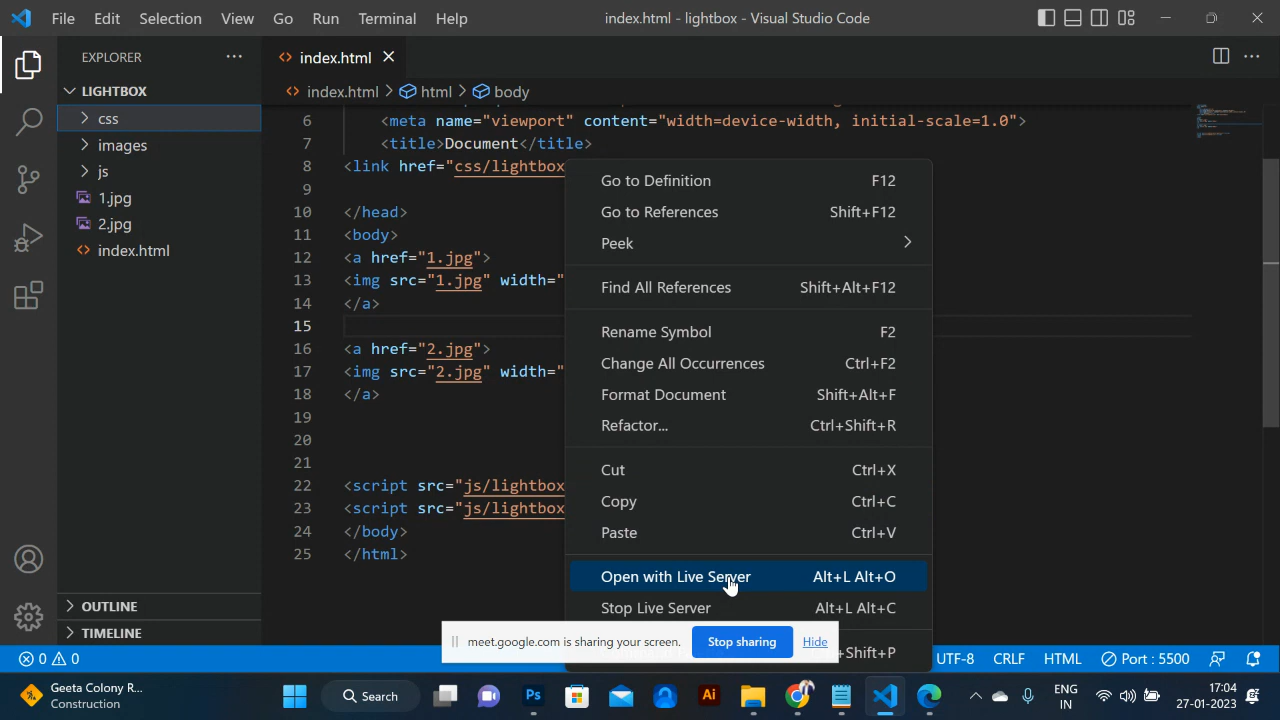 File Edit Selection View Go Run Terminal Help
index.html - lightbox - Visual Studio Code
EXPLORER
LIGHTBOX
css
images
js
1.jpg
2.jpg
index.html
OUTLINE
TIMELINE
index.html
index.html > html > body
6 <meta name="viewport" content="width=device-width, initial-scale=1.0">
7 <title>Document</title>
8 <link href="css/lightbox
9
10 </head>
11 <body>
12 <a href="1.jpg">
13 <img src="1.jpg" width="
14 </a>
15
16 <a href="2.jpg">
17 <img src="2.jpg" width="
18 </a>
19
20
21
22 <script src="js/lightbox
23 <script src="js/lightbox
24 </body>
25 </html>
Go to Definition F12
Go to References Shift+F12
Peek
Find All References Shift+Alt+F12
Rename Symbol F2
Change All Occurrences Ctrl+F2
Format Document Shift+Alt+F
Refactor... Ctrl+Shift+R
Cut Ctrl+X
Copy Ctrl+C
Paste Ctrl+V
Open with Live Server Alt+L Alt+O
Stop Live Server Alt+L Alt+C
+Shift+P
meet.google.com is sharing your screen. Stop sharing Hide
0 0
UTF-8 CRLF HTML Port : 5500
Geeta Colony R...
Construction
Search
Ps
Ai
ENG
IN
17:04
27-01-2023